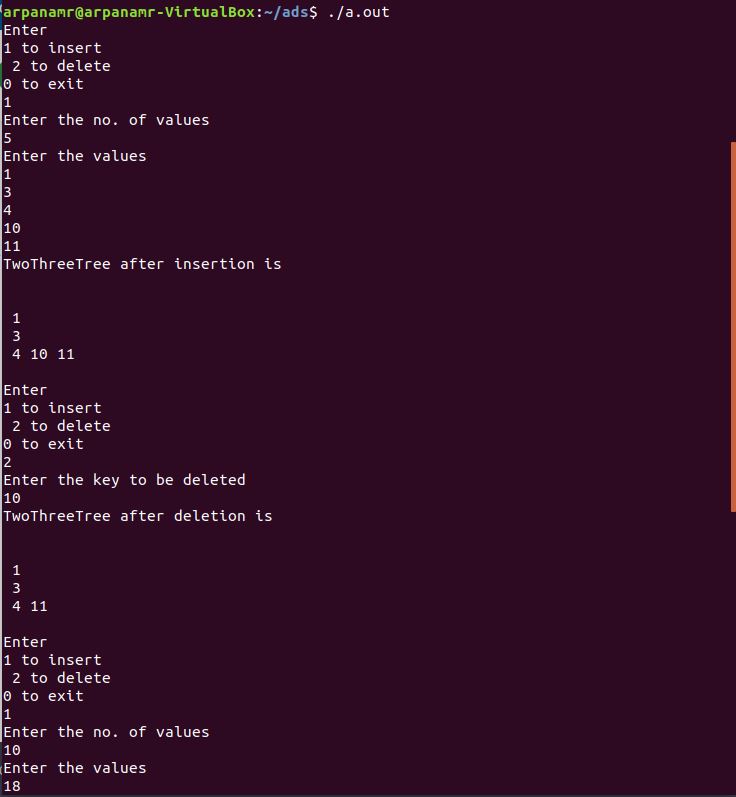 arpanamr@arpanamr-VirtualBox:~/ads$ ./a.out
Enter
1 to insert
 2 to delete
0 to exit
1
Enter the no. of values
5
Enter the values
1
3
4
10
11
TwoThreeTree after insertion is
 1
 3
 4 10 11
Enter
1 to insert
 2 to delete
0 to exit
2
Enter the key to be deleted
10
TwoThreeTree after deletion is
 1
 3
 4 11
Enter
1 to insert
 2 to delete
0 to exit
1
Enter the no. of values
10
Enter the values
18